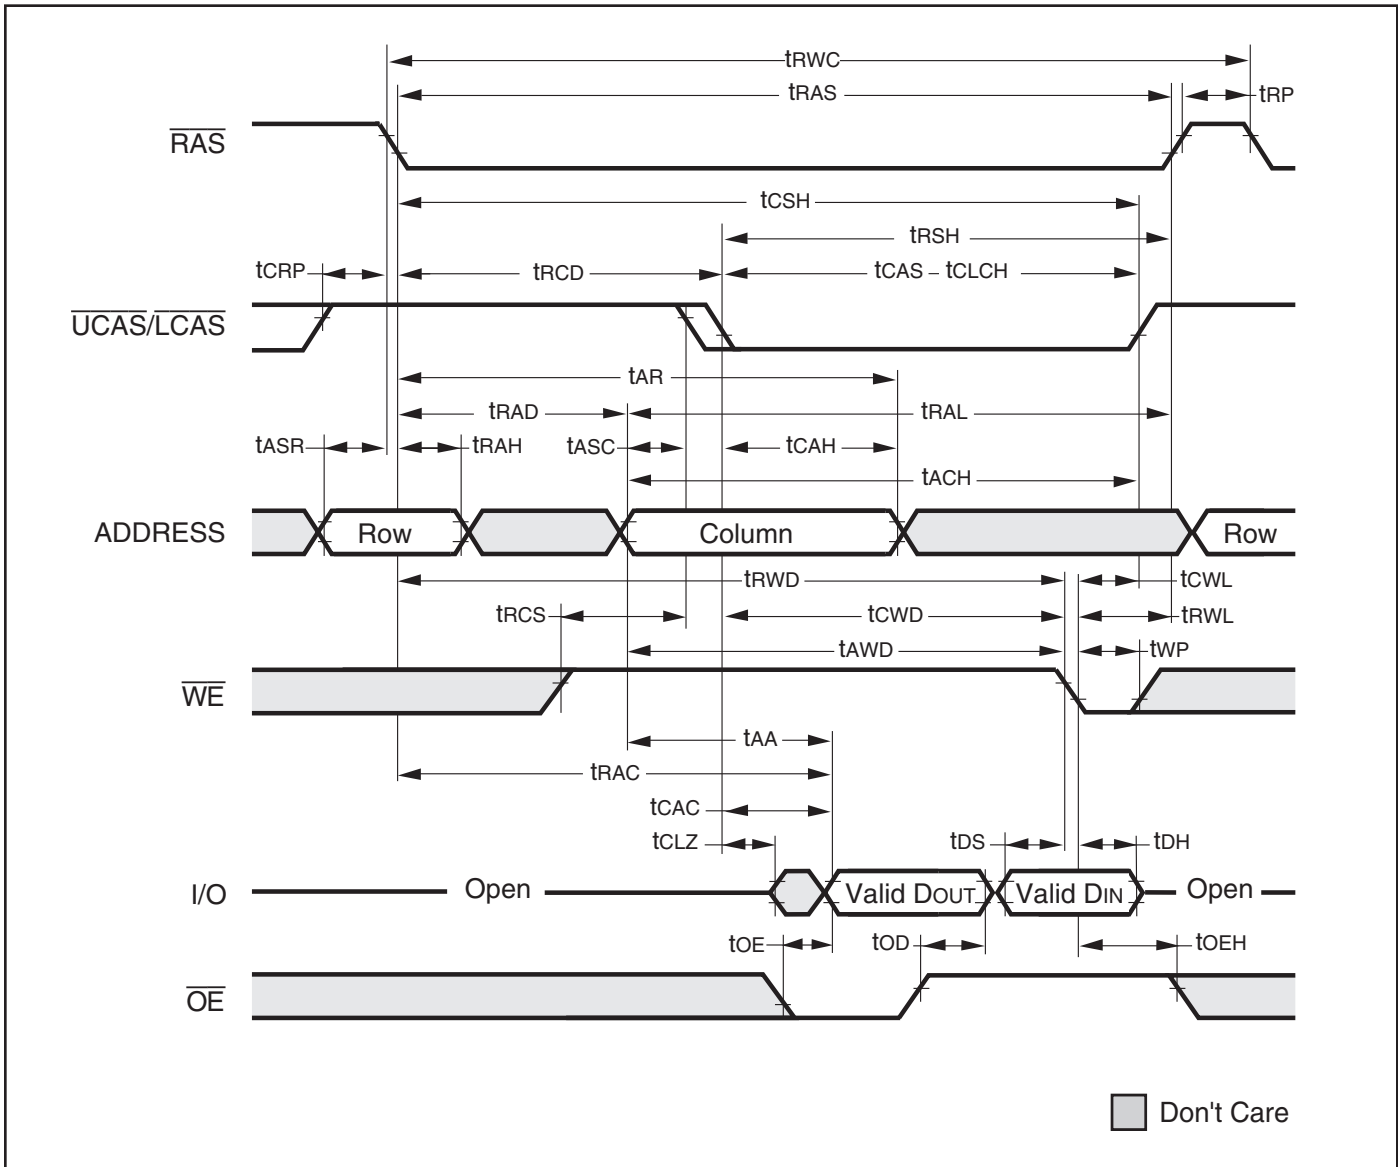 tRWC
tRAS
tRP
RAS
tCSH
tRSH
tCRP
tRCD
tCAS – tCLCH
UCAS/LCAS
tAR
tRAD
tRAL
tASR
tRAH
tASC
tCAH
tACH
ADDRESS
Row
Column
Row
tRWD
tCWL
tRCS
tCWD
tRWL
tAWD
tWP
WE
tAA
tRAC
tCAC
tCLZ
tDS
tDH
I/O
Open
Valid DOUT
Valid DIN
Open
tOE
tOD
tOEH
OE
Don't Care